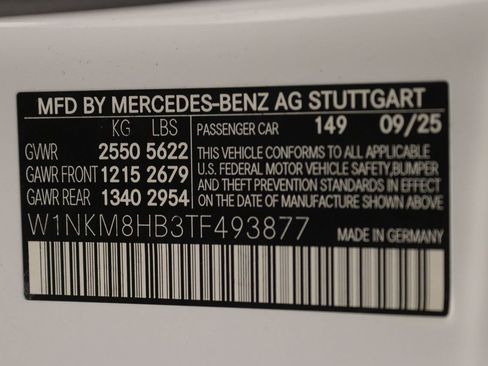 MFD BY MERCEDES-BENZ AG STUTTGART
KG LBS PASSENGER CAR 149 09/25
GVWR 2550 5622
GAWR FRONT 1215 2679
GAWR REAR 1340 2954
THIS VEHICLE CONFORMS TO ALL APPLICABLE
U.S. FEDERAL MOTOR VEHICLE SAFETY, BUMPER
AND THEFT PREVENTION STANDARDS IN EFFECT
ON THE DATE OF MANUFACTURE SHOWN ABOVE.
W1NKM8HB3TF493877 MADE IN GERMANY